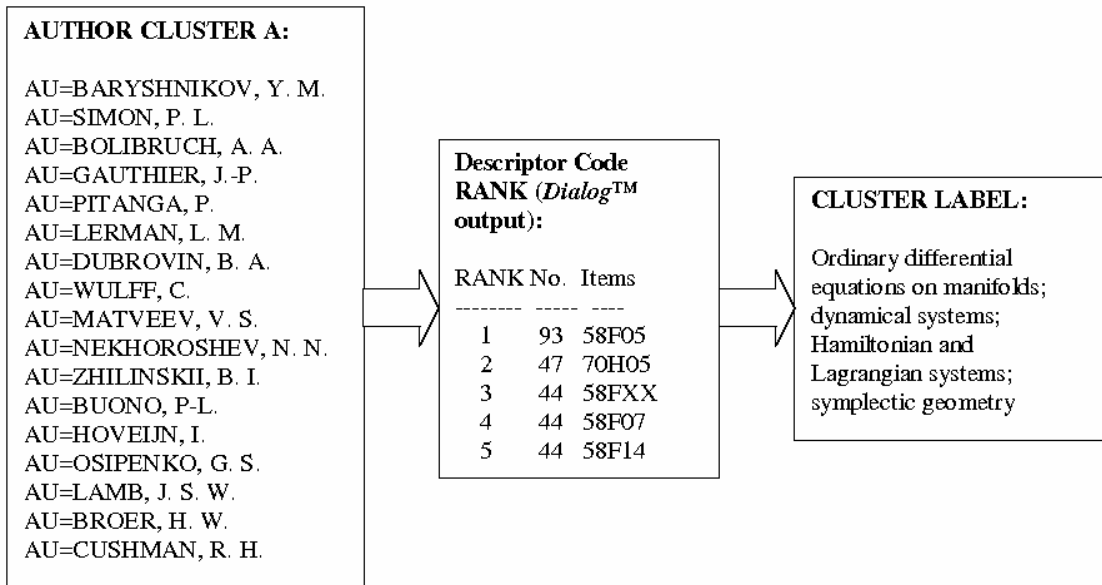 AUTHOR CLUSTER A:
AU=BARYSHNIKOV, Y. M.
AU=SIMON, P. L.
AU=BOLIBRUCH, A. A.
AU=GAUTHIER, J.-P.
AU=PITANGA, P.
AU=LERMAN, L. M.
AU=DUBROVIN, B. A.
AU=WULFF, C.
AU=MATVEEV, V. S.
AU=NEKHOROSHEV, N. N.
AU=ZHILINSKII, B. I.
AU=BUONO, P-L.
AU=HOVEIJN, I.
AU=OSIPENKO, G. S.
AU=LAMB, J. S. W.
AU=BROER, H. W.
AU=CUSHMAN, R. H.
Descriptor Code
RANK (Dialog™
output):
RANK No. Items
-------- ----- ----
1 93 58F05
2 47 70H05
3 44 58FXX
4 44 58F07
5 44 58F14
CLUSTER LABEL:
Ordinary differential
equations on manifolds;
dynamical systems;
Hamiltonian and
Lagrangian systems;
symplectic geometry